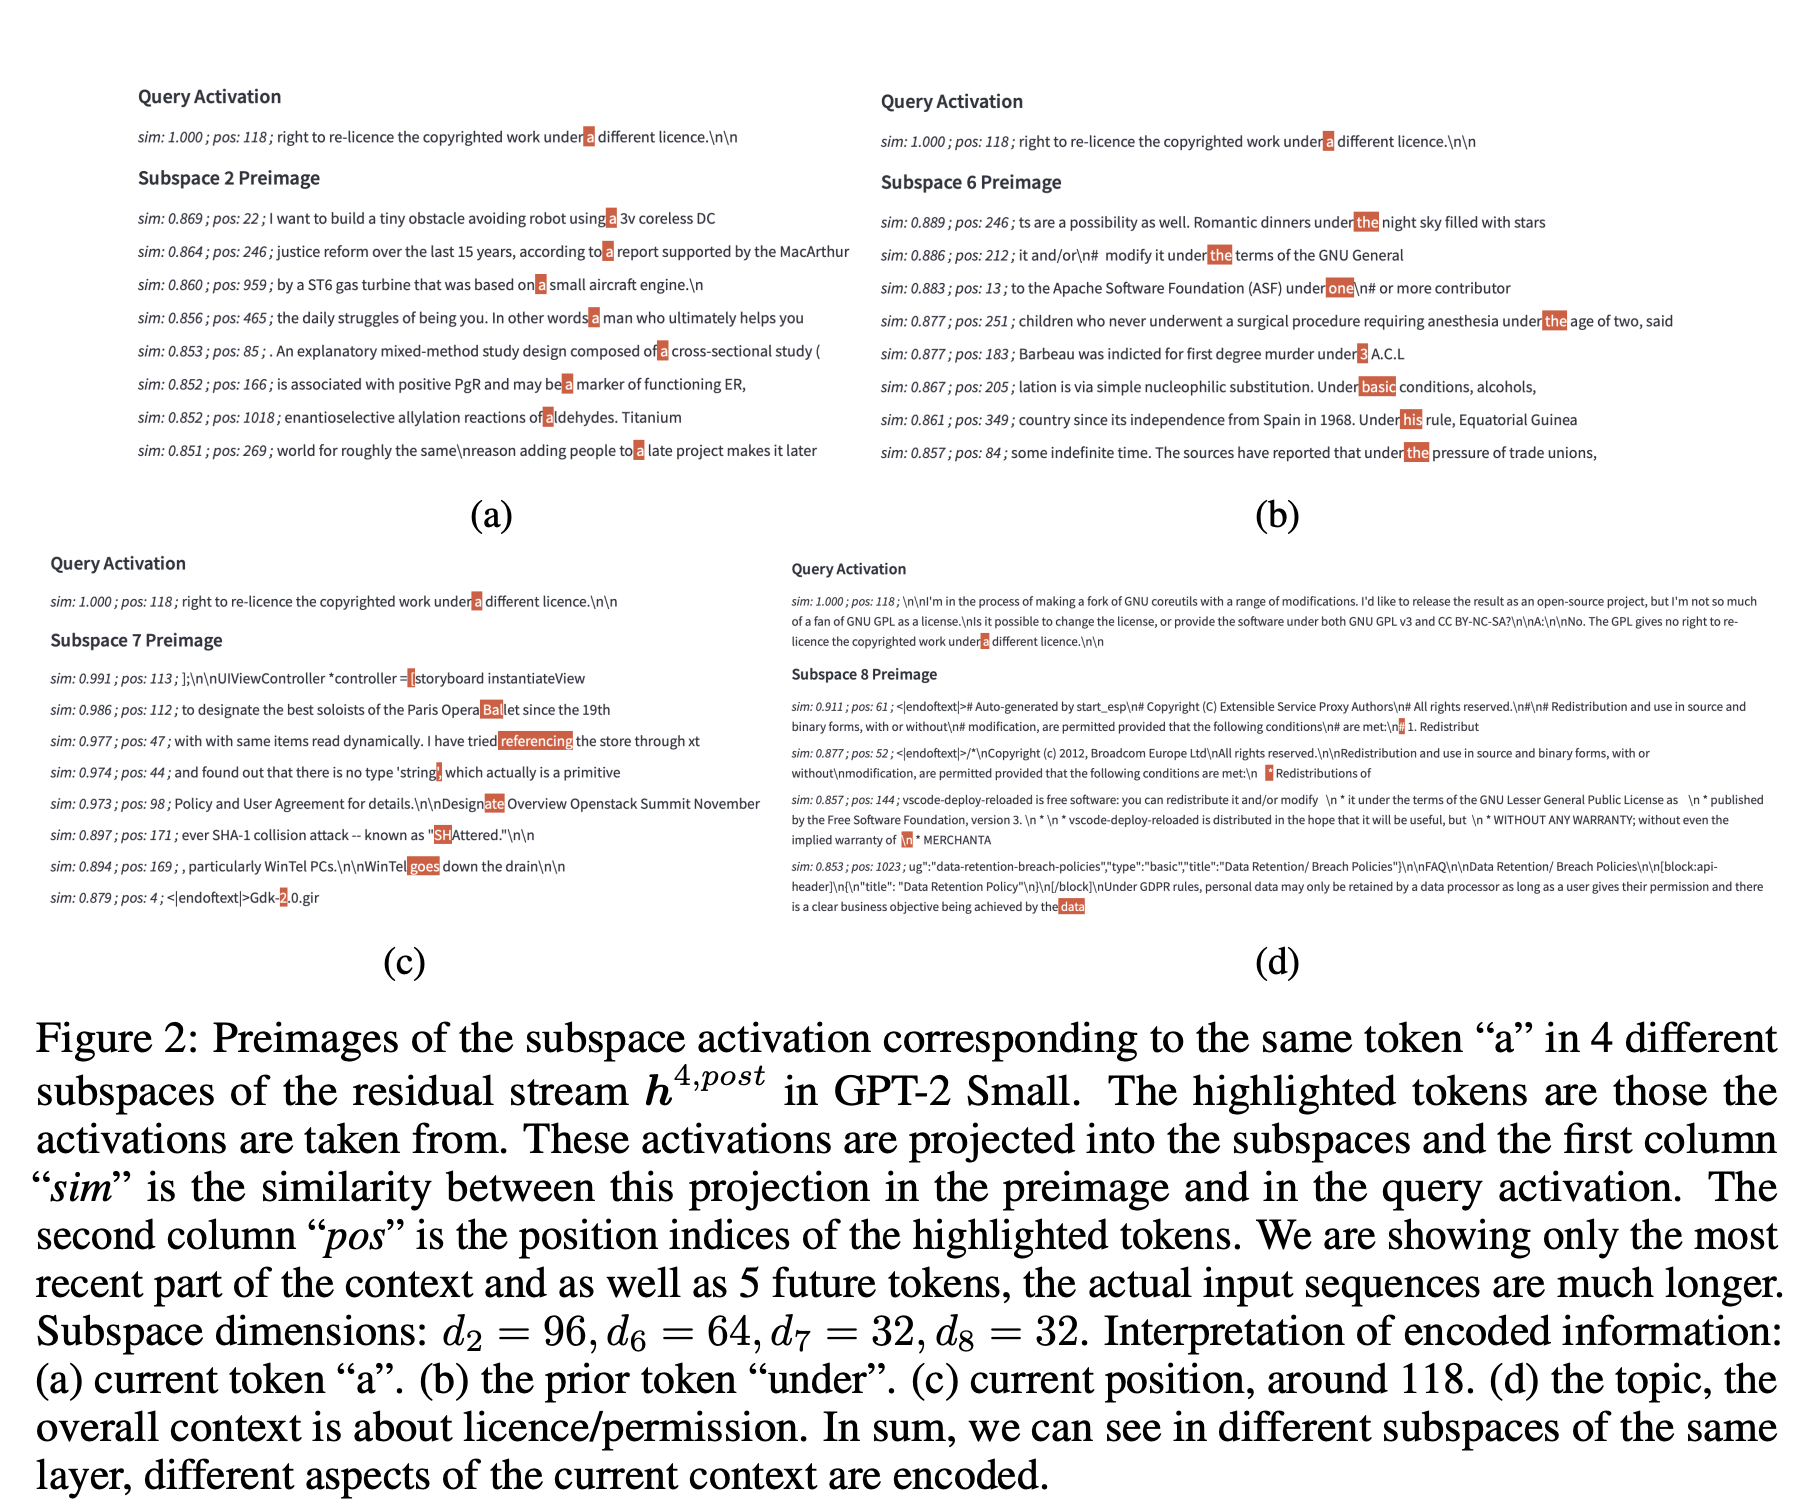 Query Activation
sim: 1.000 ; pos: 118 ; right to re-licence the copyrighted work under a different licence.\n\n
Subspace 2 Preimage
sim: 0.869 ; pos: 22 ; I want to build a tiny obstacle avoiding robot using a 3v coreless DC
sim: 0.864 ; pos: 246 ; justice reform over the last 15 years, according to a report supported by the MacArthur
sim: 0.860 ; pos: 959 ; by a ST6 gas turbine that was based on a small aircraft engine.\n
sim: 0.856 ; pos: 465 ; the daily struggles of being you. In other words a man who ultimately helps you
sim: 0.853 ; pos: 85 ; . An explanatory mixed-method study design composed of a cross-sectional study (
sim: 0.852 ; pos: 166 ; is associated with positive PgR and may be a marker of functioning ER,
sim: 0.852 ; pos: 1018 ; enantioselective allylation reactions of aldehydes. Titanium
sim: 0.851 ; pos: 269 ; world for roughly the same\nreason adding people to a late project makes it later
(a)
Query Activation
sim: 1.000 ; pos: 118 ; right to re-licence the copyrighted work under a different licence.\n\n
Subspace 6 Preimage
sim: 0.889 ; pos: 246 ; ts are a possibility as well. Romantic dinners under the night sky filled with stars
sim: 0.886 ; pos: 212 ; it and/or\n# modify it under the terms of the GNU General
sim: 0.883 ; pos: 13 ; to the Apache Software Foundation (ASF) under one\n# or more contributor
sim: 0.877 ; pos: 251 ; children who never underwent a surgical procedure requiring anesthesia under the age of two, said
sim: 0.877 ; pos: 183 ; Barbeau was indicted for first degree murder under 3 A.C.L
sim: 0.867 ; pos: 205 ; lation is via simple nucleophilic substitution. Under basic conditions, alcohols,
sim: 0.861 ; pos: 349 ; country since its independence from Spain in 1968. Under his rule, Equatorial Guinea
sim: 0.857 ; pos: 84 ; some indefinite time. The sources have reported that under the pressure of trade unions,
(b)
Query Activation
sim: 1.000 ; pos: 118 ; right to re-licence the copyrighted work under a different licence.\n\n
Subspace 7 Preimage
sim: 0.991 ; pos: 113 ; ];\n\nUIViewController *controller = [storyboard instantiateView
sim: 0.986 ; pos: 112 ; to designate the best soloists of the Paris Opera Ballet since the 19th
sim: 0.977 ; pos: 47 ; with with same items read dynamically. I have tried referencing the store through xt
sim: 0.974 ; pos: 44 ; and found out that there is no type 'string', which actually is a primitive
sim: 0.973 ; pos: 98 ; Policy and User Agreement for details.\n\nDesignate Overview Openstack Summit November
sim: 0.897 ; pos: 171 ; ever SHA-1 collision attack -- known as "SHAttered."\n\n
sim: 0.894 ; pos: 169 ; , particularly WinTel PCs.\n\nWinTel goes down the drain\n\n
sim: 0.879 ; pos: 4 ; <|endoftext|>Gdk-2.0.gir
(c)
Query Activation
sim: 1.000 ; pos: 118 ; \n\nI'm in the process of making a fork of GNU coreutils with a range of modifications. I'd like to release the result as an open-source project, but I'm not so much
of a fan of GNU GPL as a license.\nIs it possible to change the license, or provide the software under both GNU GPL v3 and CC BY-NC-SA?\n\nA:\n\nNo. The GPL gives no right to re-
licence the copyrighted work under a different licence.\n\n
Subspace 8 Preimage
sim: 0.911 ; pos: 61 ; <|endoftext|># Auto-generated by start_esp\n# Copyright (C) Extensible Service Proxy Authors\n# All rights reserved.\n#\n# Redistribution and use in source and
binary forms, with or without\n# modification, are permitted provided that the following conditions\n# are met:\n# 1. Redistribut
sim: 0.877 ; pos: 52 ; <|endoftext|>/*\nCopyright (c) 2012, Broadcom Europe Ltd\nAll rights reserved.\n\nRedistribution and use in source and binary forms, with or
without\nmodification, are permitted provided that the following conditions are met:\n * Redistributions of
sim: 0.857 ; pos: 144 ; vscode-deploy-reloaded is free software: you can redistribute it and/or modify \n * it under the terms of the GNU Lesser General Public License as \n * published
by the Free Software Foundation, version 3. \n * \n * vscode-deploy-reloaded is distributed in the hope that it will be useful, but \n * WITHOUT ANY WARRANTY; without even the
implied warranty of \n * MERCHANTA
sim: 0.853 ; pos: 1023 ; ug":"data-retention-breach-policies","type":"basic","title":"Data Retention/ Breach Policies"}\n\nFAQ\n\nData Retention/ Breach Policies\n\n[block:api-
header]\n{\n"title": "Data Retention Policy"\n}\n[/block]\nUnder GDPR rules, personal data may only be retained by a data processor as long as a user gives their permission and there
is a clear business objective being achieved by the data
(d)
Figure 2: Preimages of the subspace activation corresponding to the same token “a” in 4 different
subspaces of the residual stream h^{4,post} in GPT-2 Small. The highlighted tokens are those the
activations are taken from. These activations are projected into the subspaces and the first column
“sim” is the similarity between this projection in the preimage and in the query activation. The
second column “pos” is the position indices of the highlighted tokens. We are showing only the most
recent part of the context and as well as 5 future tokens, the actual input sequences are much longer.
Subspace dimensions: d_2 = 96, d_6 = 64, d_7 = 32, d_8 = 32. Interpretation of encoded information:
(a) current token “a”. (b) the prior token “under”. (c) current position, around 118. (d) the topic, the
overall context is about licence/permission. In sum, we can see in different subspaces of the same
layer, different aspects of the current context are encoded.